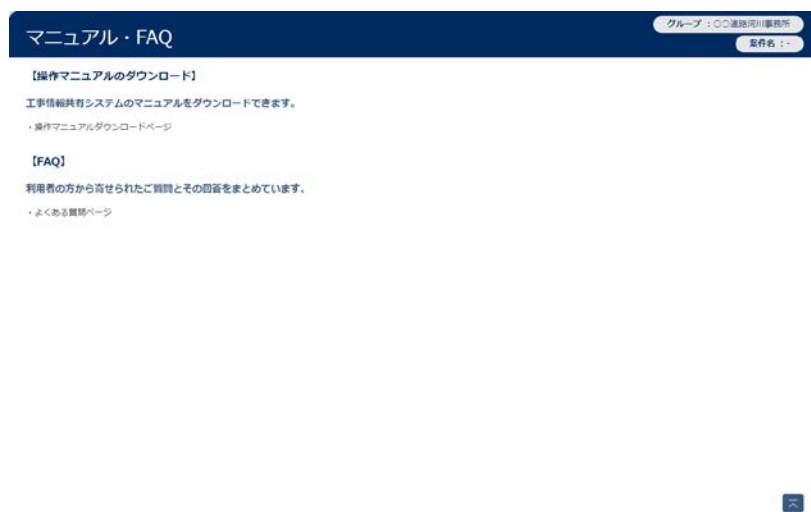 マニュアル・FAQ
グループ：〇〇道路河川事務所
案件名：-
【操作マニュアルのダウンロード】
工事情報共有システムのマニュアルをダウンロードできます。
・操作マニュアルダウンロードページ
【FAQ】
利用者の方から寄せられたご質問とその回答をまとめています。
・よくある質問ページ